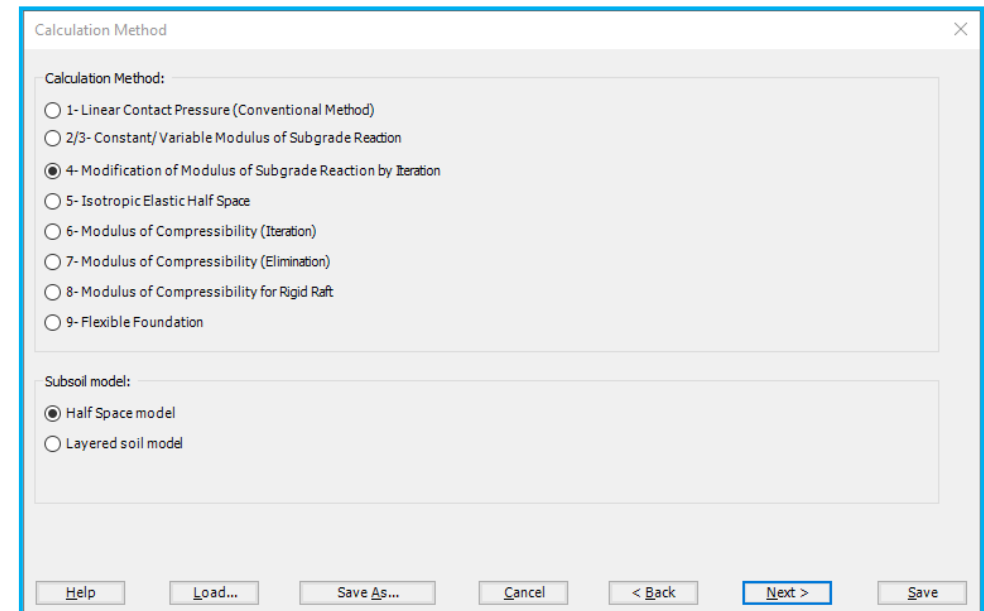 Calculation Method
Calculation Method:
1- Linear Contact Pressure (Conventional Method)
2/3- Constant/ Variable Modulus of Subgrade Reaction
4- Modification of Modulus of Subgrade Reaction by Iteration
5- Isotropic Elastic Half Space
6- Modulus of Compressibility (Iteration)
7- Modulus of Compressibility (Elimination)
8- Modulus of Compressibility for Rigid Raft
9- Flexible Foundation
Subsoil model:
Half Space model
Layered soil model
Help Load... Save As... Cancel < Back Next > Save